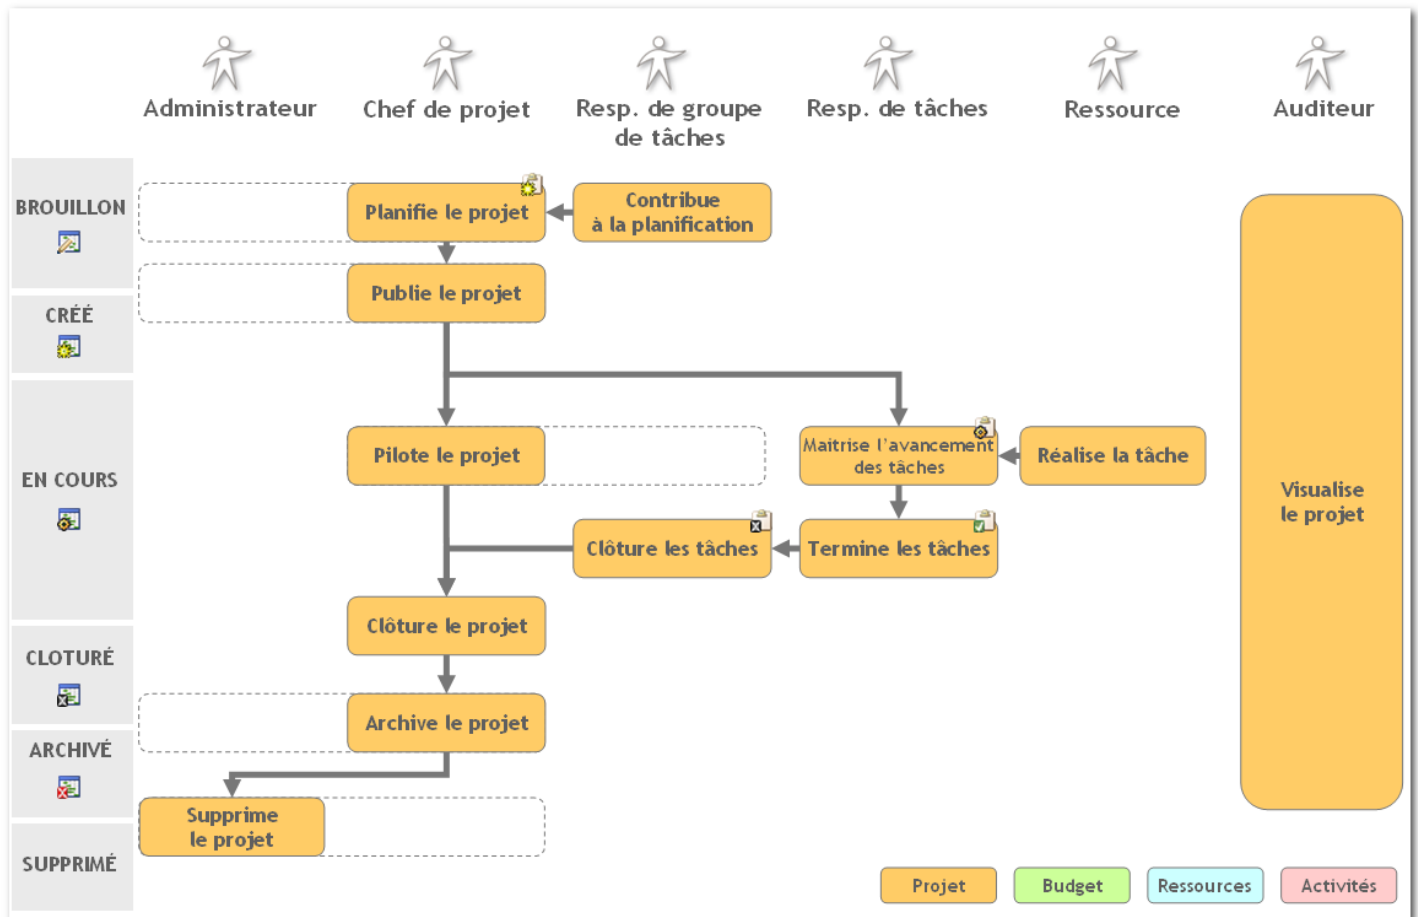 Administrateur
Chef de projet
Resp. de groupe
de tâches
Resp. de tâches
Ressource
Auditeur
BROUILLON
Planifie le projet
Contribue
à la planification
Publie le projet
CRÉÉ
EN COURS
Pilote le projet
Maitrise l'avancement
des tâches
Réalise la tâche
Visualise
le projet
Clôture les tâches
Termine les tâches
Clôture le projet
CLOTURÉ
Archive le projet
ARCHIVÉ
Supprime
le projet
SUPPRIMÉ
Projet
Budget
Ressources
Activités